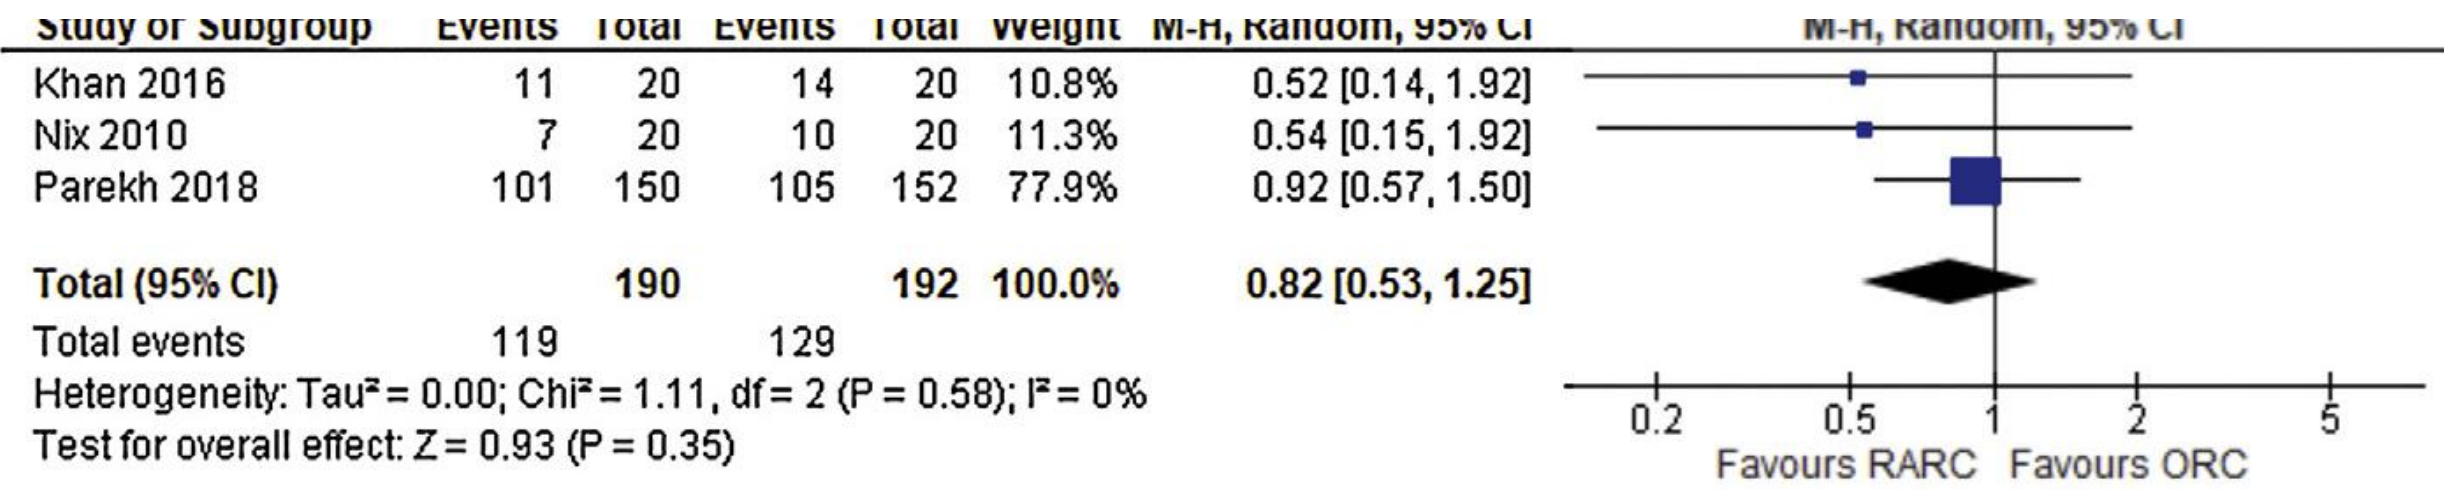 Study or Subgroup Events Total Events Total Weight M-H, Random, 95% CI M-H, Random, 95% CI
Khan 2016 11 20 14 20 10.8% 0.52 [0.14, 1.92]
Nix 2010 7 20 10 20 11.3% 0.54 [0.15, 1.92]
Parekh 2018 101 150 105 152 77.9% 0.92 [0.57, 1.50]
Total (95% CI) 190 192 100.0% 0.82 [0.53, 1.25]
Total events 119 129
Heterogeneity: Tau² = 0.00; Chi² = 1.11, df = 2 (P = 0.58); I² = 0%
Test for overall effect: Z = 0.93 (P = 0.35)
0.2 0.5 1 2 5
Favours RARC Favours ORC